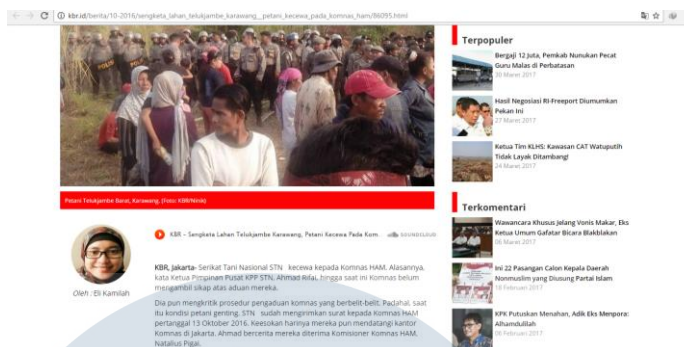 kbr.id/berita/10-2016/sengketa_lahan_telukjambe_karawang__petani_kecewa_pada_komnas_ham/86095.html
Petani Telukjambe Barat, Karawang. (Foto: KBR/Ninik)
KBR – Sengketa Lahan Telukjambe Karawang, Petani Kecewa Pada Kom...
SOUNDCLOUD
Oleh : Eli Kamilah
KBR, Jakarta- Serikat Tani Nasional STN kecewa kepada Komnas HAM. Alasannya,
kata Ketua Pimpinan Pusat KPP STN, Ahmad Rifai, hingga saat ini Komnas belum
mengambil sikap atas aduan mereka.
Dia pun mengkritik prosedur pengaduan komnas yang berbelit-belit. Padahal, saat
itu kondisi petani genting. STN sudah mengirimkan surat kepada Komnas HAM
pertanggal 13 Oktober 2016. Keesokan harinya mereka pun mendatangi kantor
Komnas di Jakarta. Ahmad bercerita mereka diterima Komsioner Komnas HAM,
Natalius Pigai.
Terpopuler
Bergaji 12 Juta, Pemkab Nunukan Pecat
Guru Malas di Perbatasan
30 Maret 2017
Hasil Negosiasi RI-Freeport Diumumkan
Pekan Ini
27 Maret 2017
Ketua Tim KLHS: Kawasan CAT Watuputih
Tidak Layak Ditambang!
24 Maret 2017
Terkomentari
Wawancara Khusus Jelang Vonis Makar, Eks
Ketua Umum Gafatar Bicara Blakblakan
06 Maret 2017
Ini 22 Pasangan Calon Kepala Daerah
Nonmuslim yang Diusung Partai Islam
18 Februari 2017
KPK Putuskan Menahan, Adik Eks Menpora:
Alhamdulilah
06 Februari 2017